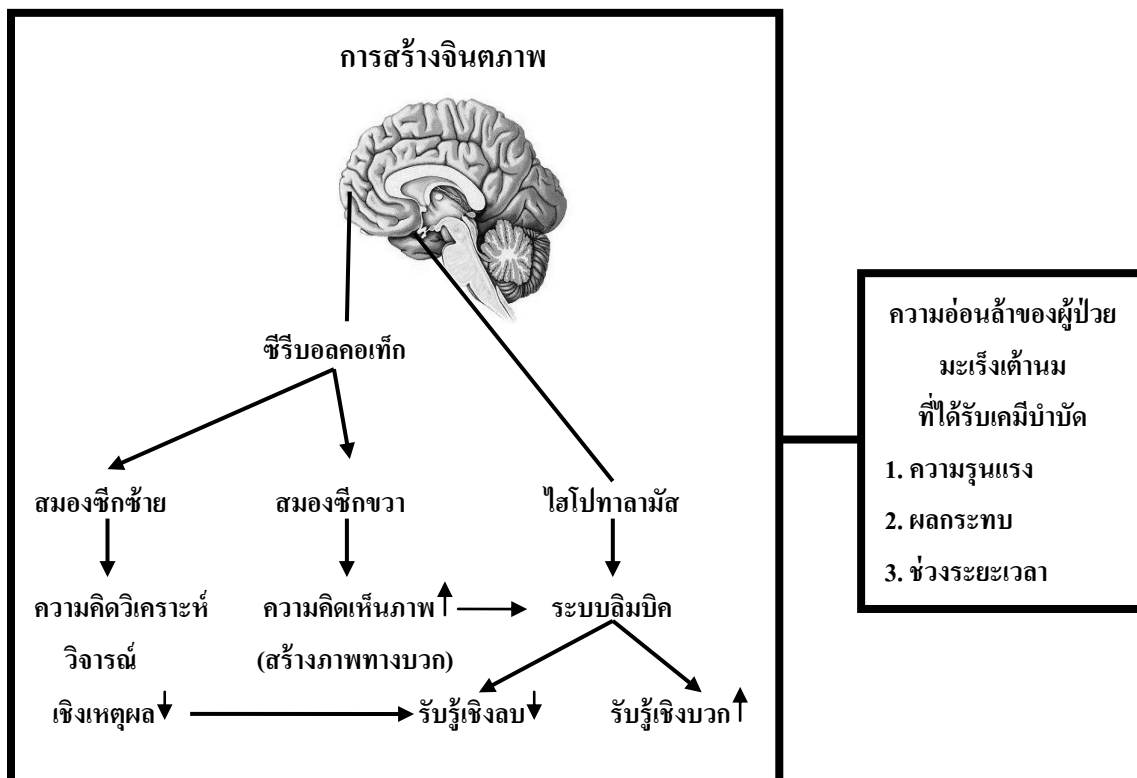 การสร้างจินตภาพ
ซีรีบอลคอเท็ก
สมองซีกซ้าย
สมองซีกขวา
ไฮโปทาลามัส
ความคิดวิเคราะห์
วิจารณ์
เชิงเหตุผล
ความคิดเห็นภาพ
(สร้างภาพทางบวก)
ระบบลิมบิค
รับรู้เชิงลบ
รับรู้เชิงบวก
ความอ่อนล้าของผู้ป่วย
มะเร็งเต้านม
ที่ได้รับเคมีบำบัด
1. ความรุนแรง
2. ผลกระทบ
3. ช่วงระยะเวลา